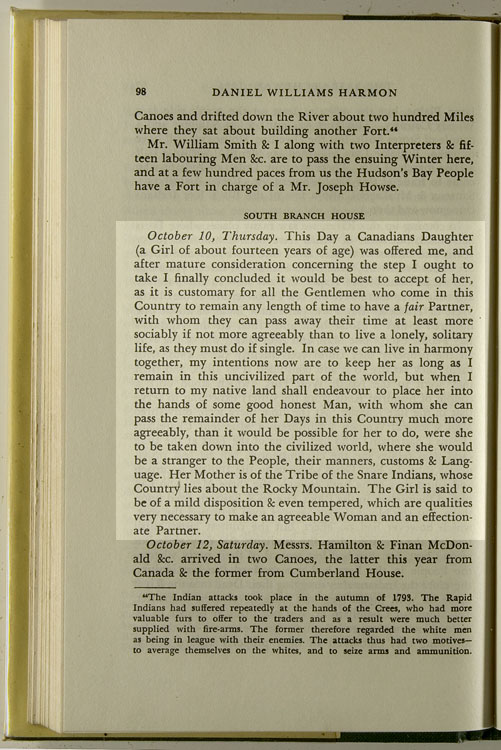 98 DANIEL WILLIAMS HARMON
Canoes and drifted down the River about two hundred Miles
where they sat about building another Fort.⁴⁴
Mr. William Smith & I along with two Interpreters & fif-
teen labouring Men &c. are to pass the ensuing Winter here,
and at a few hundred paces from us the Hudson's Bay People
have a Fort in charge of a Mr. Joseph Howse.
SOUTH BRANCH HOUSE
October 10, Thursday. This Day a Canadians Daughter
(a Girl of about fourteen years of age) was offered me, and
after mature consideration concerning the step I ought to
take I finally concluded it would be best to accept of her,
as it is customary for all the Gentlemen who come in this
Country to remain any length of time to have a fair Partner,
with whom they can pass away their time at least more
sociably if not more agreeably than to live a lonely, solitary
life, as they must do if single. In case we can live in harmony
together, my intentions now are to keep her as long as I
remain in this uncivilized part of the world, but when I
return to my native land shall endeavour to place her into
the hands of some good honest Man, with whom she can
pass the remainder of her Days in this Country much more
agreeably, than it would be possible for her to do, were she
to be taken down into the civilized world, where she would
be a stranger to the People, their manners, customs & Lang-
uage. Her Mother is of the Tribe of the Snare Indians, whose
Country lies about the Rocky Mountain. The Girl is said to
be of a mild disposition & even tempered, which are qualities
very necessary to make an agreeable Woman and an effection-
ate Partner.
October 12, Saturday. Messrs. Hamilton & Finan McDon-
ald &c. arrived in two Canoes, the latter this year from
Canada & the former from Cumberland House.
⁴⁴The Indian attacks took place in the autumn of 1793. The Rapid
Indians had suffered repeatedly at the hands of the Crees, who had more
valuable furs to offer to the traders and as a result were much better
supplied with fire-arms. The former therefore regarded the white men
as being in league with their enemies. The attacks thus had two motives—
to average themselves on the whites, and to seize arms and ammunition.